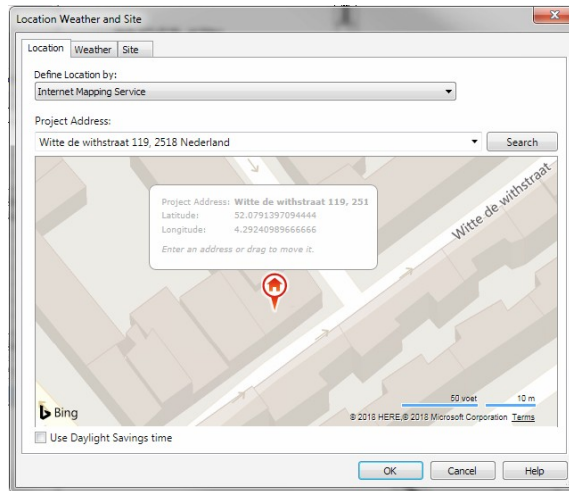 Location Weather and Site
Location Weather Site
Define Location by:
Internet Mapping Service
Project Address:
Witte de withstraat 119, 2518 Nederland
Search
Witte de withstraat
Project Address: Witte de withstraat 119, 251
Latitude: 52.0791397094444
Longitude: 4.29240989666666
Enter an address or drag to move it.
50 voet 10 m
Bing
© 2018 HERE,© 2018 Microsoft Corporation Terms
Use Daylight Savings time
OK Cancel Help